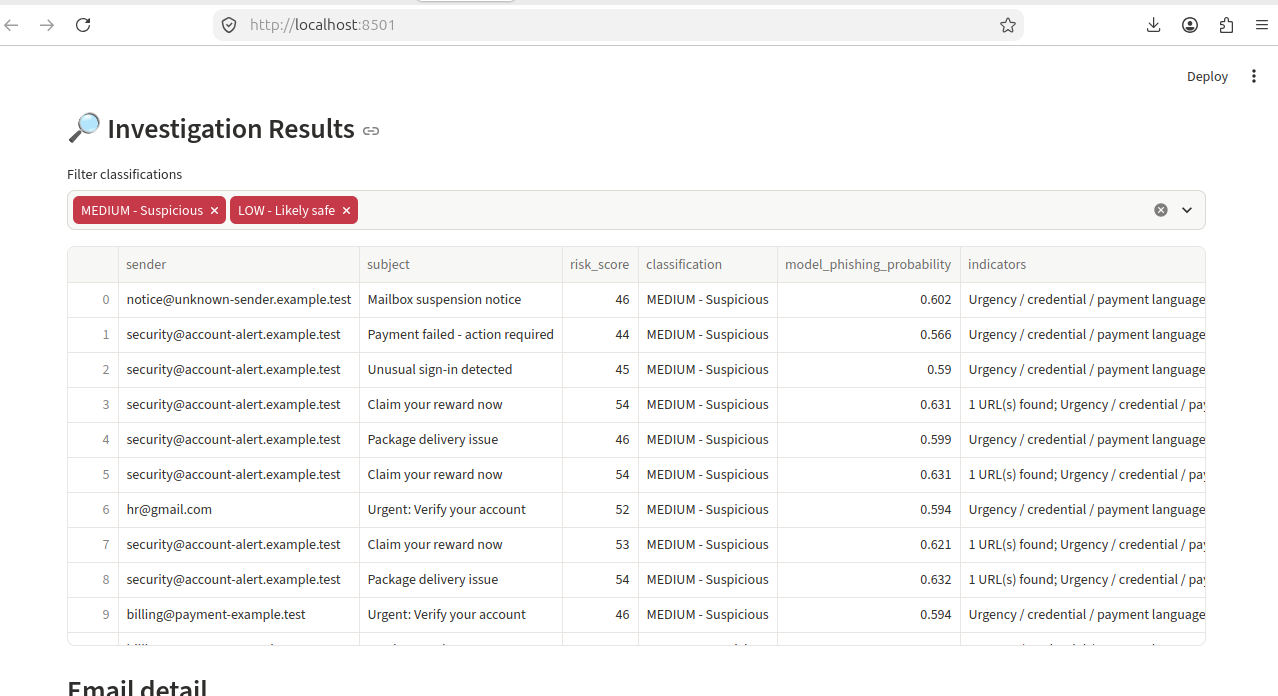 http://localhost:8501
Deploy
Investigation Results
Filter classifications
MEDIUM - Suspicious × LOW - Likely safe ×
sender subject risk_score classification model_phishing_probability indicators
0 notice@unknown-sender.example.test Mailbox suspension notice 46 MEDIUM - Suspicious 0.602 Urgency / credential / payment language
1 security@account-alert.example.test Payment failed - action required 44 MEDIUM - Suspicious 0.566 Urgency / credential / payment language
2 security@account-alert.example.test Unusual sign-in detected 45 MEDIUM - Suspicious 0.59 Urgency / credential / payment language
3 security@account-alert.example.test Claim your reward now 54 MEDIUM - Suspicious 0.631 1 URL(s) found; Urgency / credential / pay
4 security@account-alert.example.test Package delivery issue 46 MEDIUM - Suspicious 0.599 Urgency / credential / payment language
5 security@account-alert.example.test Claim your reward now 54 MEDIUM - Suspicious 0.631 1 URL(s) found; Urgency / credential / pay
6 hr@gmail.com Urgent: Verify your account 52 MEDIUM - Suspicious 0.594 Urgency / credential / payment language
7 security@account-alert.example.test Claim your reward now 53 MEDIUM - Suspicious 0.621 1 URL(s) found; Urgency / credential / pay
8 security@account-alert.example.test Package delivery issue 54 MEDIUM - Suspicious 0.632 1 URL(s) found; Urgency / credential / pay
9 billing@payment-example.test Urgent: Verify your account 46 MEDIUM - Suspicious 0.594 Urgency / credential / payment language
Email detail